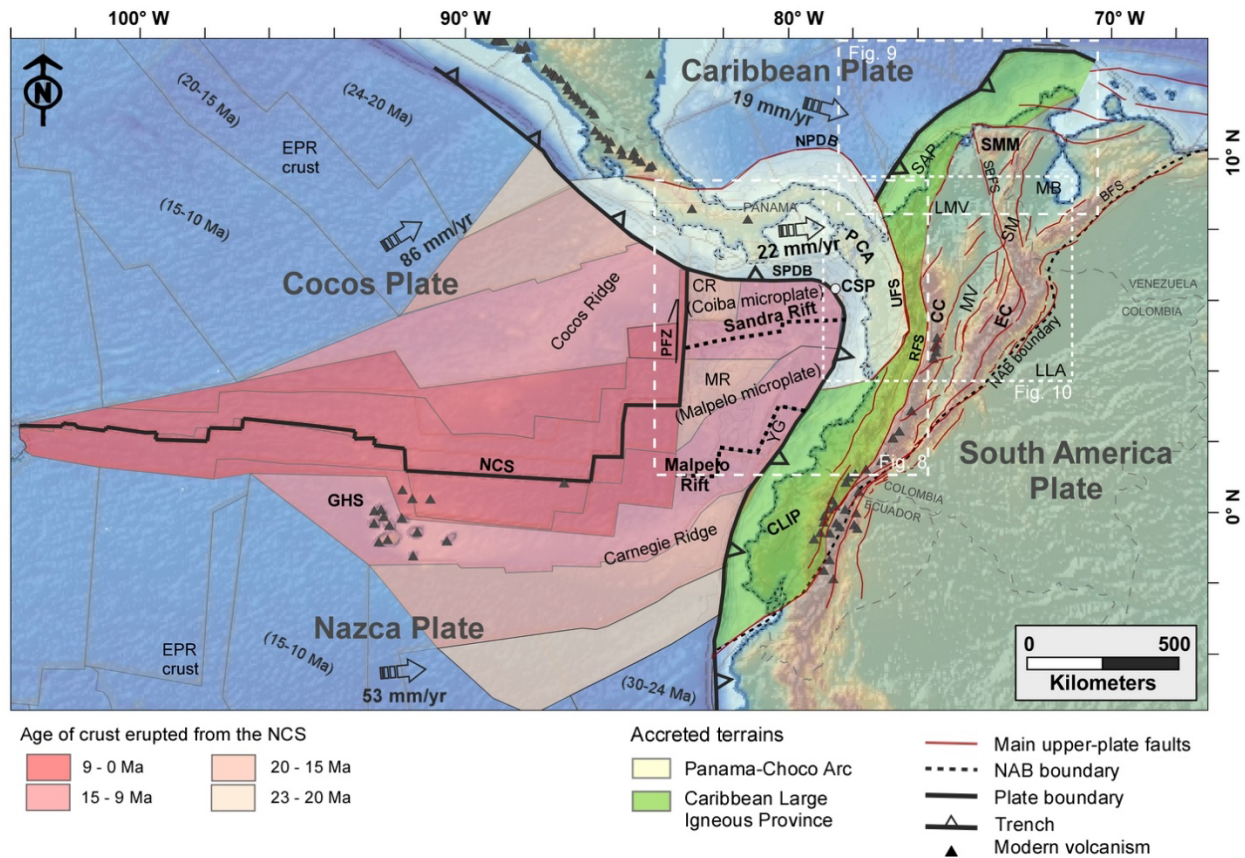 100° W
90° W
80° W
70° W
Fig. 9
N
(20-15 Ma)
(24-20 Ma)
Caribbean Plate
19 mm/yr
EPR
crust
NPDB
SAP
SMM
10° N
SBFS
MB
BFS
(15-10 Ma)
PANAMA
LMV
86 mm/yr
22 mm/yr
PCA
SM
Cocos Plate
SPDB
CSP
UFS
CC
MV
EC
VENEZUELA
COLOMBIA
Cocos Ridge
CR
(Coiba microplate)
Sandra Rift
PFZ
RFS
NAB boundary
LLA
MR
(Malpelo microplate)
Fig. 10
YG
NCS
Malpelo
Rift
Fig. 8
South America
Plate
GHS
COLOMBIA
ECUADOR
CLIP
0° N
Carnegie Ridge
Nazca Plate
EPR
crust
(15-10 Ma)
53 mm/yr
(30-24 Ma)
0 500
Kilometers
Age of crust erupted from the NCS
9 - 0 Ma
20 - 15 Ma
15 - 9 Ma
23 - 20 Ma
Accreted terrains
Panama-Choco Arc
Caribbean Large
Igneous Province
Main upper-plate faults
NAB boundary
Plate boundary
Trench
Modern volcanism